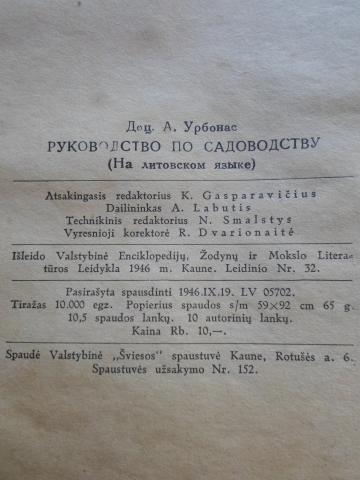 Доц. А. Урбонас
РУКОВОДСТВО ПО САДОВОДСТВУ
(На литовском языке)
Atsakingasis redaktorius K. Gasparavičius
Dailininkas A. Labutis
Techninkinis redaktorius N. Smalstys
Vyresnioji korektorė R. Dvarionaitė
Išleido Valstybinė Enciklopedijų, Žodynų ir Mokslo Litera-
tūros Leidykla 1946 m. Kaune. Leidinio Nr. 32.
Pasirašyta spausdinti 1946.IX.19. LV 05702.
Tiražas 10.000 egz. Popierius spaudos s/m 59×92 cm 65 g.
10,5 spaudos lankų. 10 autorinių lankų.
Kaina Rb. 10,—.
Spaudė Valstybinė „Šviesos" spaustuvė Kaune, Rotušės a. 6.
Spaustuvės užsakymo Nr. 152.